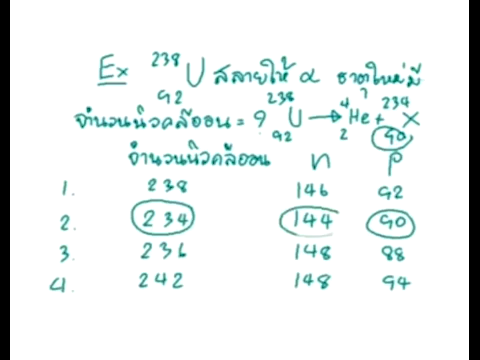 Ex ²³⁸₉₂U สลายให้ α ธาตุใหม่มี
จำนวนนิวคลีออน = ? ²³⁸₉₂U → ⁴₂He + ²³⁴₉₀X
จำนวนนิวคลีออน n p
1. 238 146 92
2. 234 144 90
3. 236 148 88
4. 242 148 94